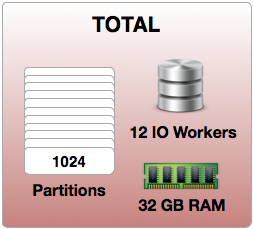 TOTAL
12 IO Workers
1024
Partitions
32 GB RAM